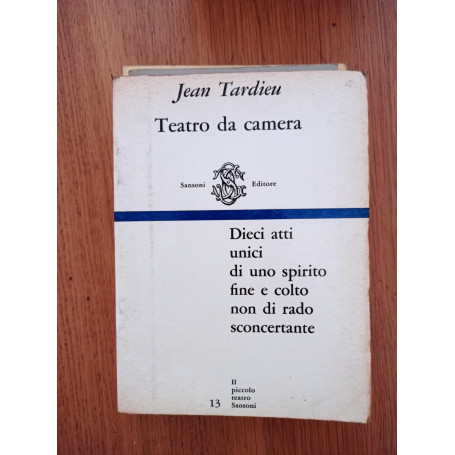 Jean Tardieu
Teatro da camera
Sansoni Editore
Dieci atti
unici
di uno spirito
fine e colto
non di rado
sconcertante
Il
piccolo
teatro
13 Sansoni